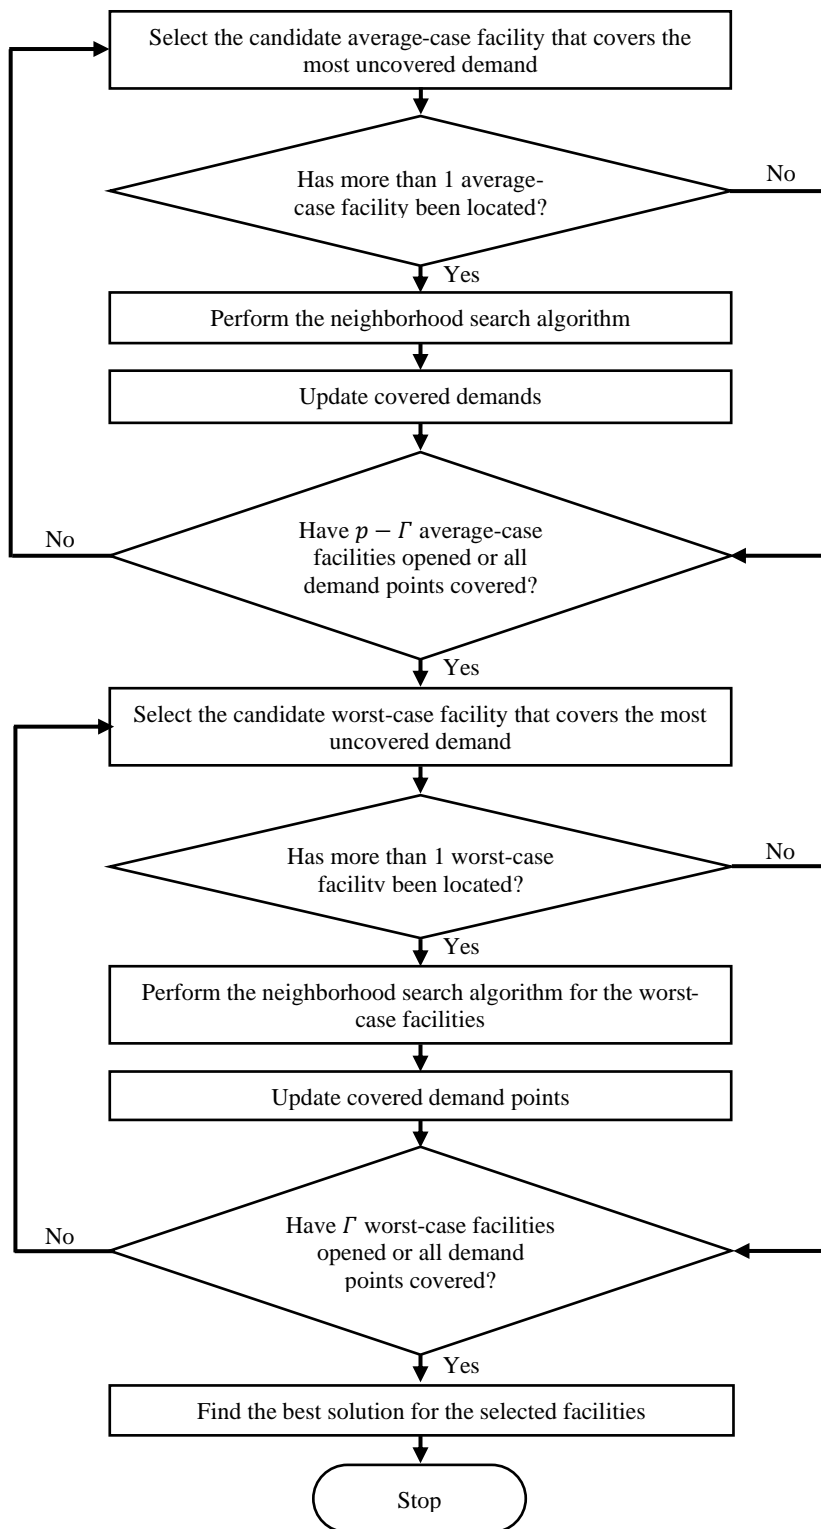 Select the candidate average-case facility that covers the
most uncovered demand
Has more than 1 average-
case facility been located?
No
Yes
Perform the neighborhood search algorithm
Update covered demands
Have p − Γ average-case
facilities opened or all
demand points covered?
No
Yes
Select the candidate worst-case facility that covers the most
uncovered demand
Has more than 1 worst-case
facility been located?
No
Yes
Perform the neighborhood search algorithm for the worst-
case facilities
Update covered demand points
Have Γ worst-case facilities
opened or all demand
points covered?
No
Yes
Find the best solution for the selected facilities
Stop